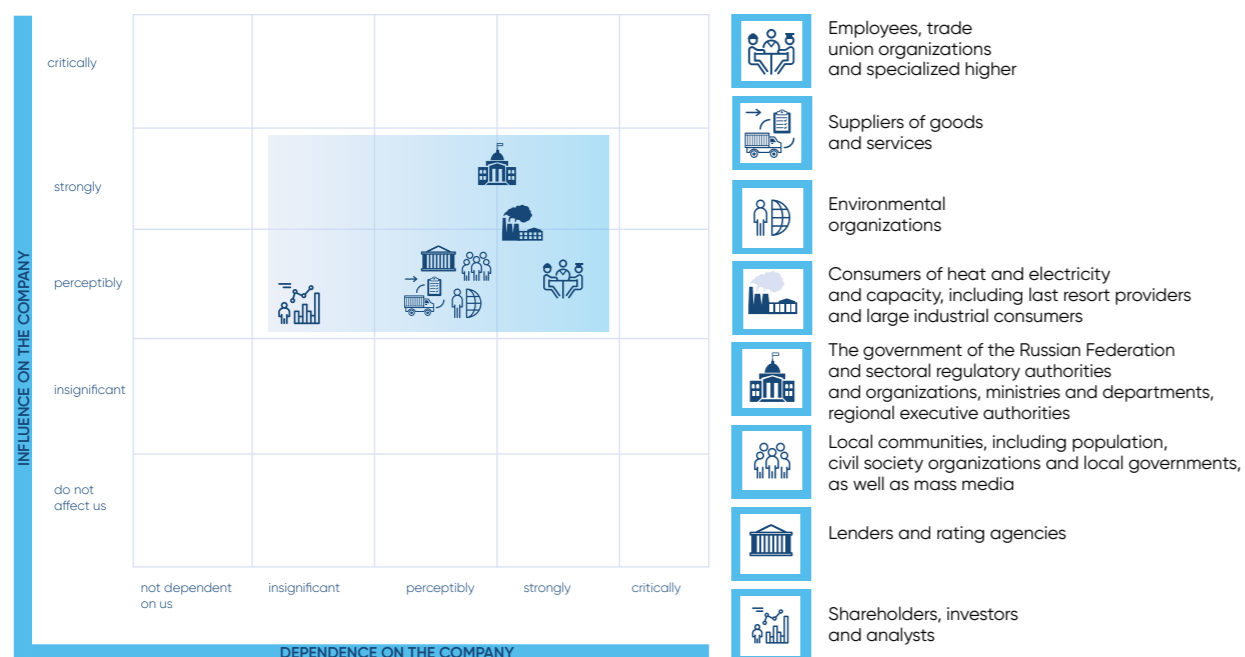 INFLUENCE ON THE COMPANY
critically
strongly
perceptibly
insignificant
do not
affect us
not dependent
on us
insignificant
perceptibly
strongly
critically
DEPENDENCE ON THE COMPANY
Employees, trade
union organizations
and specialized higher
Suppliers of goods
and services
Environmental
organizations
Consumers of heat and electricity
and capacity, including last resort providers
and large industrial consumers
The government of the Russian Federation
and sectoral regulatory authorities
and organizations, ministries and departments,
regional executive authorities
Local communities, including population,
civil society organizations and local governments,
as well as mass media
Lenders and rating agencies
Shareholders, investors
and analysts